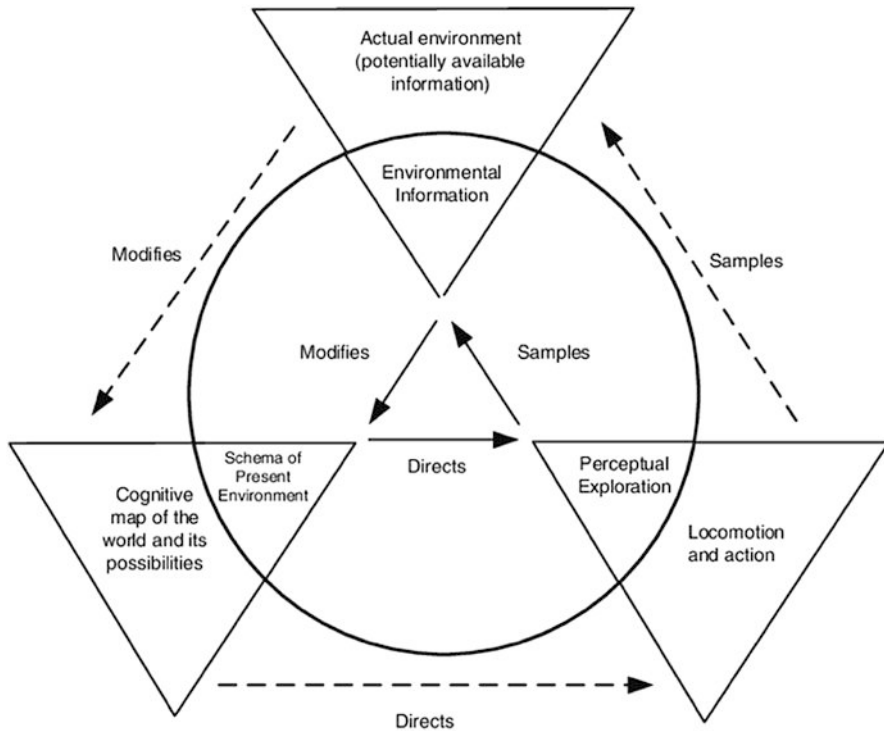 Actual environment
(potentially available
information)
Environmental
Information
Modifies
Samples
Modifies
Samples
Directs
Schema of
Present
Environment
Cognitive
map of the
world and its
possibilities
Perceptual
Exploration
Locomotion
and action
Directs